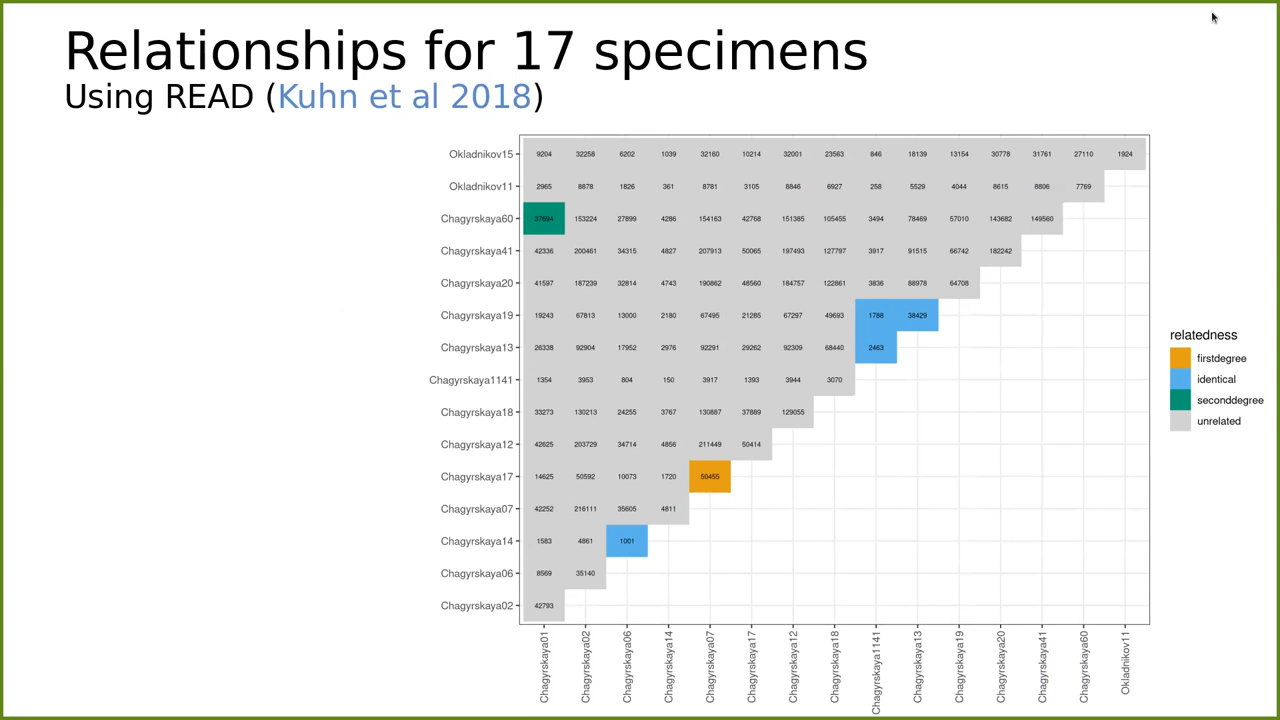 Relationships for 17 specimens
Using READ (Kuhn et al 2018)
Okladnikov15 9204 32258 6202 1039 32160 10214 32001 23563 846 18139 13154 30778 31761 27110 1924
Okladnikov11 2965 8878 1826 361 8781 3105 8846 6927 258 5529 4044 8615 8806 7769
Chagyrskaya60 37694 153224 27899 4286 154163 42768 151385 105455 3494 78469 57010 143682 149560
Chagyrskaya41 42336 200461 34315 4827 207913 50065 197493 127797 3917 91515 66742 182242
Chagyrskaya20 41597 187239 32814 4743 190862 48560 184757 122861 3836 88978 64708
Chagyrskaya19 19243 67813 13000 2180 67495 21285 67297 49693 1788 38429
Chagyrskaya13 26338 92904 17952 2976 92291 29262 92309 68440 2463
Chagyrskaya1141 1354 3953 804 150 3917 1393 3944 3070
Chagyrskaya18 33273 130213 24255 3767 130887 37889 129055
Chagyrskaya12 42625 203729 34714 4856 211449 50414
Chagyrskaya17 14625 50592 10073 1720 50455
Chagyrskaya07 42252 216111 35605 4811
Chagyrskaya14 1583 4861 1001
Chagyrskaya06 8569 35140
Chagyrskaya02 42793
Chagyrskaya01
Chagyrskaya02
Chagyrskaya06
Chagyrskaya14
Chagyrskaya07
Chagyrskaya17
Chagyrskaya12
Chagyrskaya18
Chagyrskaya1141
Chagyrskaya13
Chagyrskaya19
Chagyrskaya20
Chagyrskaya41
Chagyrskaya60
Okladnikov11
relatedness
firstdegree
identical
seconddegree
unrelated